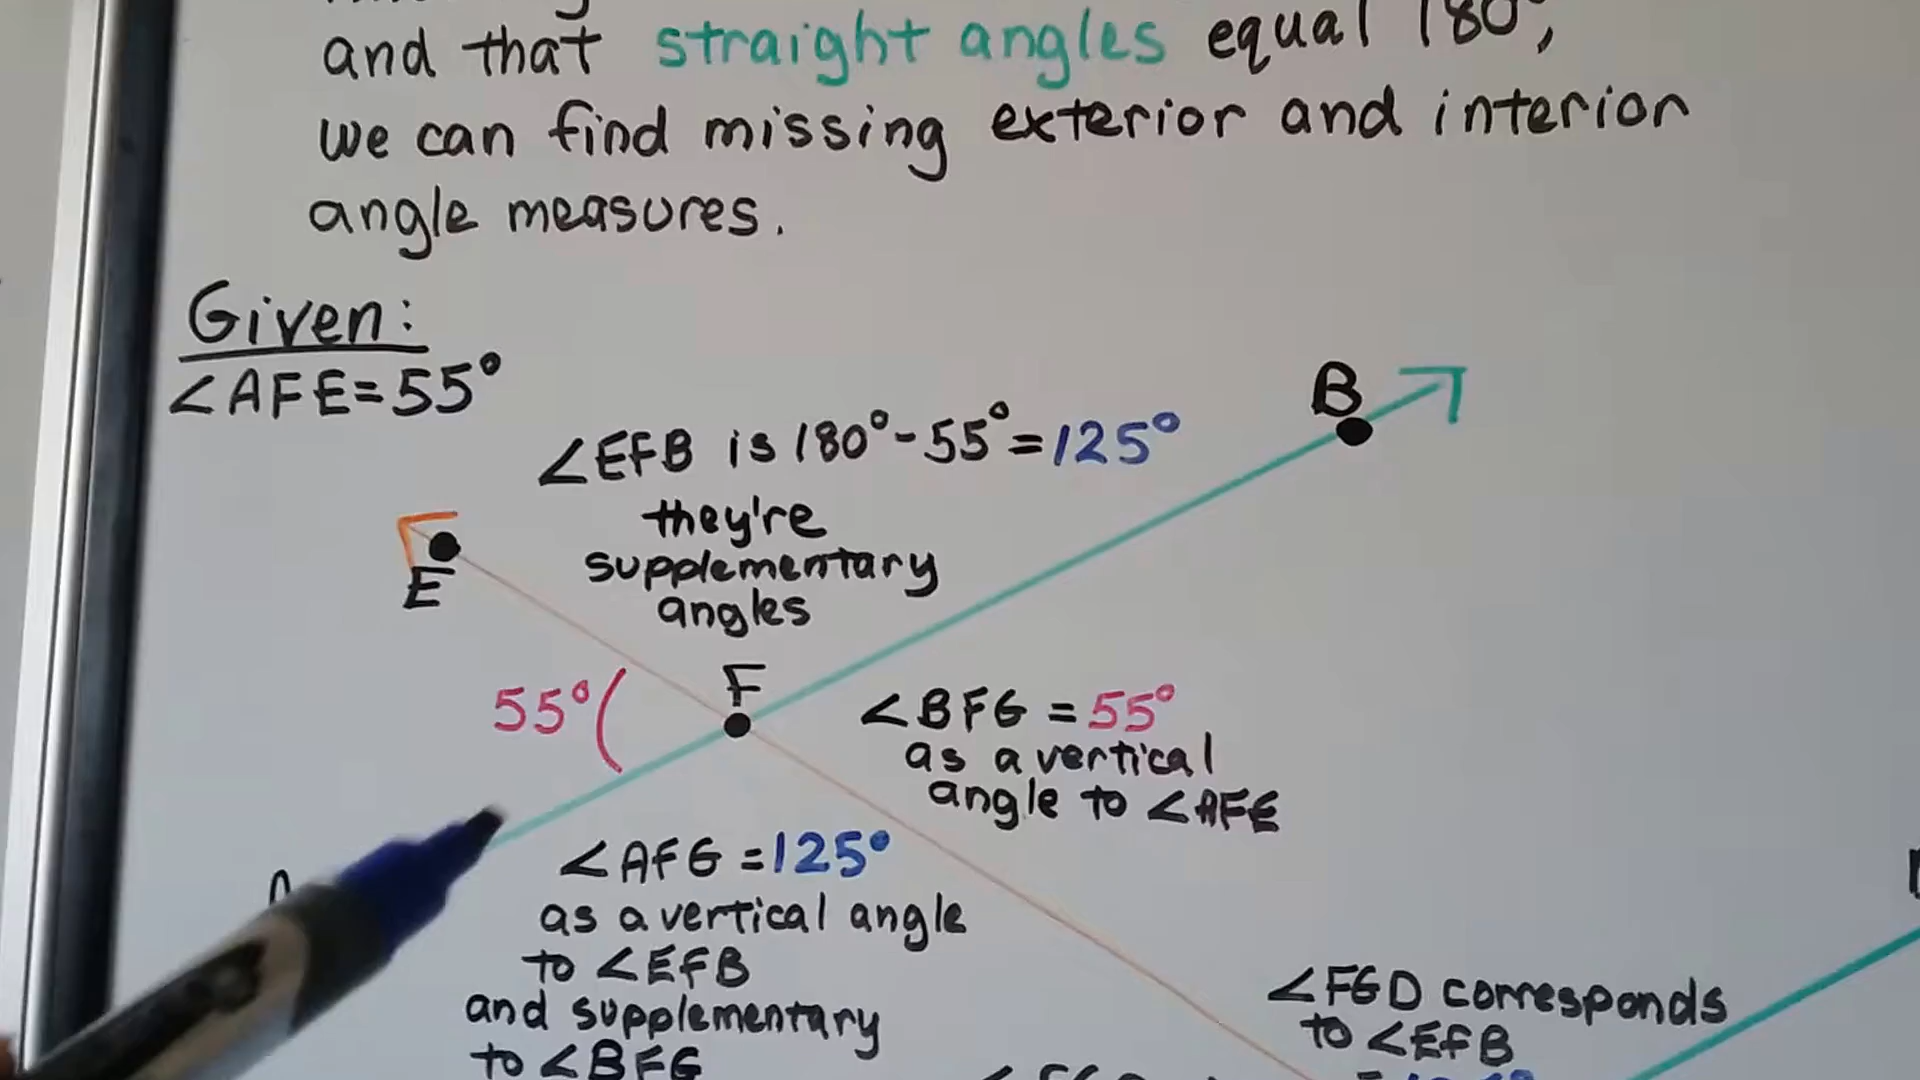 and that straight angles equal 180°,
we can find missing exterior and interior
angle measures.
Given:
∠AFE=55°
B
∠EFB is 180°-55°=125°
they're
supplementary
angles
E
F
55°
∠BFG = 55°
as a vertical
angle to ∠AFE
∠AFG =125°
as a vertical angle
to ∠EFB
and supplementary
to ∠BFG
∠FGD corresponds
to ∠EFB